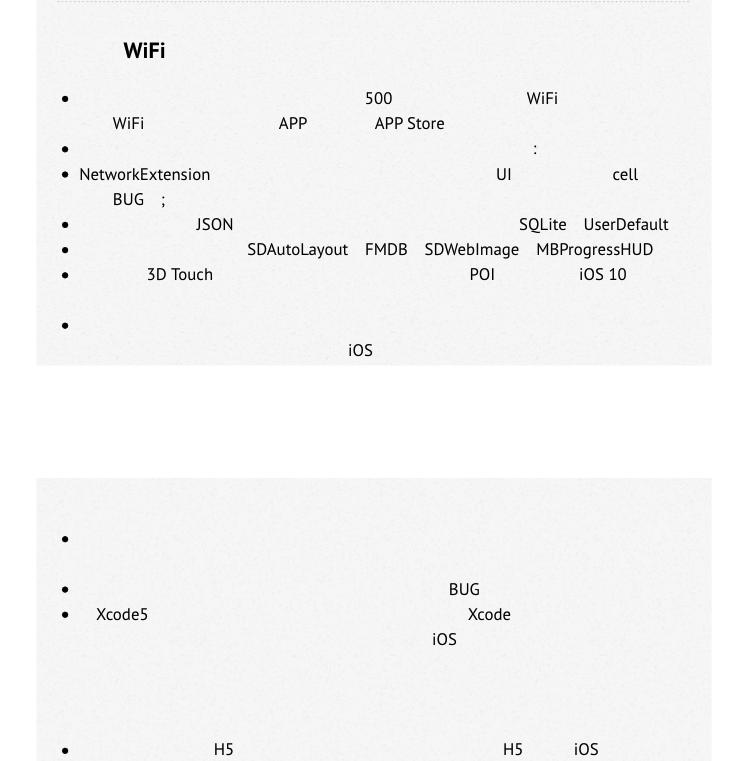 WiFi
• 500 WiFi
WiFi APP APP Store
• :
• NetworkExtension UI cell
BUG ;
• JSON SQLite UserDefault
• SDAutoLayout FMDB SDWebImage MBProgressHUD
• 3D Touch POI iOS 10
•
iOS
•
• BUG
• Xcode5 Xcode
iOS
• H5 H5 iOS